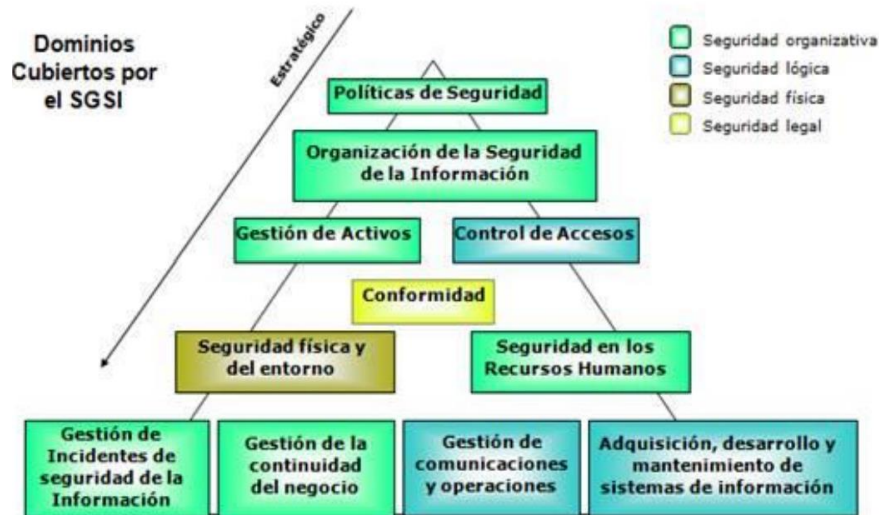 Dominios
Cubiertos por
el SGSI
Estratégico
Seguridad organizativa
Seguridad lógica
Seguridad física
Seguridad legal
Políticas de Seguridad
Organización de la Seguridad
de la Información
Gestión de Activos
Control de Accesos
Conformidad
Seguridad física y
del entorno
Seguridad en los
Recursos Humanos
Gestión de
Incidentes de
seguridad de la
Información
Gestión de la
continuidad
del negocio
Gestión de
comunicaciones
y operaciones
Adquisición, desarrollo y
mantenimiento de
sistemas de información